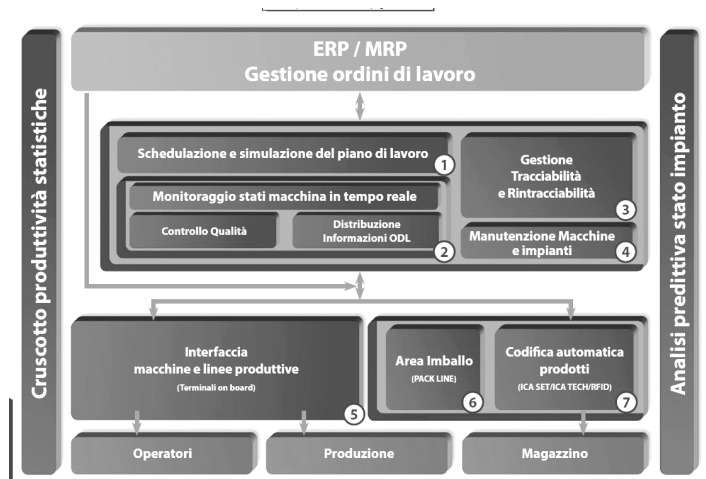 ERP / MRP
Gestione ordini di lavoro
Cruscotto produttività statistiche
Analisi predittiva stato impianto
Schedulazione e simulazione del piano di lavoro
1
Monitoraggio stati macchina in tempo reale
Controllo Qualità
Distribuzione
Informazioni ODL
2
Gestione
Tracciabilità
e Rintracciabilità
3
Manutenzione Macchine
e impianti
4
Interfaccia
macchine e linee produttive
(Terminali on board)
5
Area Imballo
(PACK LINE)
6
Codifica automatica
prodotti
(ICA SET/ICA TECH/RFID)
7
Operatori
Produzione
Magazzino